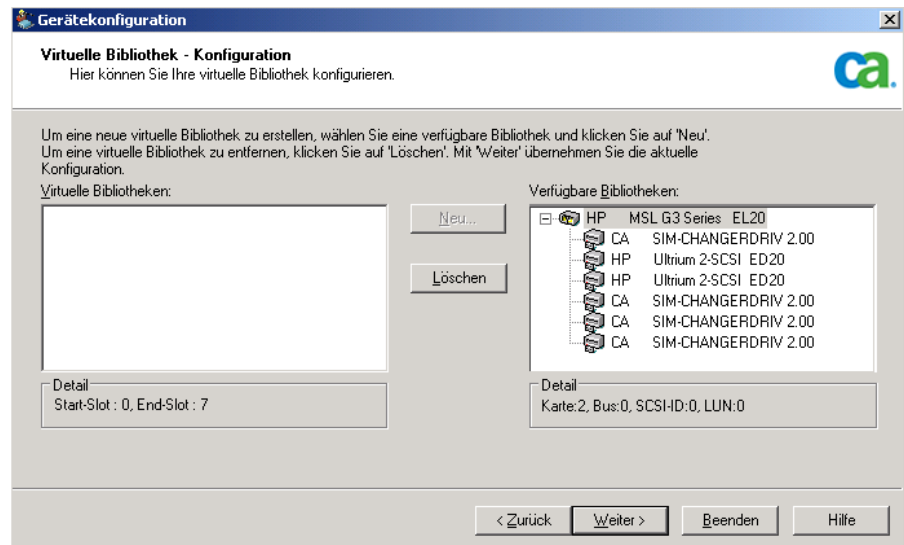 Gerätekonfiguration
Virtuelle Bibliothek - Konfiguration
Hier können Sie Ihre virtuelle Bibliothek konfigurieren.
ca.
Um eine neue virtuelle Bibliothek zu erstellen, wählen Sie eine verfügbare Bibliothek und klicken Sie auf 'Neu'.
Um eine virtuelle Bibliothek zu entfernen, klicken Sie auf 'Löschen'. Mit 'Weiter' übernehmen Sie die aktuelle
Konfiguration.
Virtuelle Bibliotheken:
Neu...
Löschen
Detail
Start-Slot : 0, End-Slot : 7
Verfügbare Bibliotheken:
HP MSL G3 Series EL20
CA SIM-CHANGERDRIV 2.00
HP Ultrium 2-SCSI ED20
HP Ultrium 2-SCSI ED20
CA SIM-CHANGERDRIV 2.00
CA SIM-CHANGERDRIV 2.00
CA SIM-CHANGERDRIV 2.00
Detail
Karte:2, Bus:0, SCSI-ID:0, LUN:0
< Zurück
Weiter >
Beenden
Hilfe